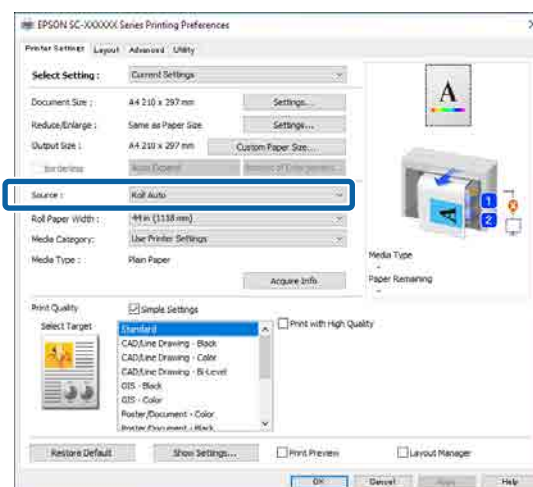 EPSON SC-XXXXXX Series Printing Preferences
Printer Settings Layout Advanced Utility
Select Setting : Current Settings
Document Size : A4 210 x 297 mm Settings...
Reduce/Enlarge : Same as Paper Size Settings...
Output Size : A4 210 x 297 mm Custom Paper Size...
Borderless Auto Expand
Source : Roll Auto
Roll Paper Width : 44 in (1118 mm)
Media Category: Use Printer Settings
Media Type : Plain Paper
Acquire Info
A
A
1
2
Media Type
-
Paper Remaining
-
Print Quality Simple Settings
Select Target
Standard
CAD/Line Drawing - Black
CAD/Line Drawing - Color
CAD/Line Drawing - Bi-Level
GIS - Black
GIS - Color
Poster/Document - Color
Poster/Document - Black
Print with High Quality
Restore Default Show Settings... Print Preview Layout Manager
OK Cancel Apply Help